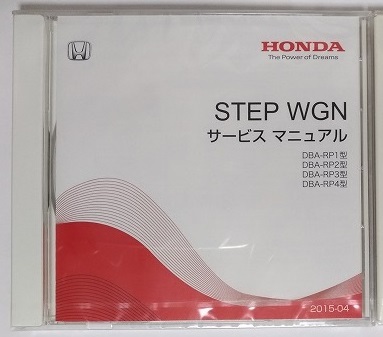 HONDA
The Power of Dreams
STEP WGN
サービス マニュアル
DBA-RP1型
DBA-RP2型
DBA-RP3型
DBA-RP4型
2015-04